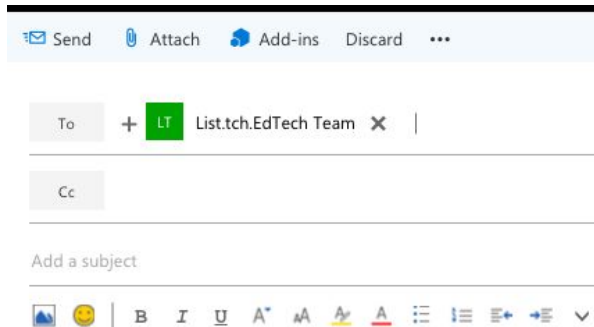 Send Attach Add-ins Discard •••
To + LT List.tch.EdTech Team ×
Cc
Add a subject
B I U A A A A A